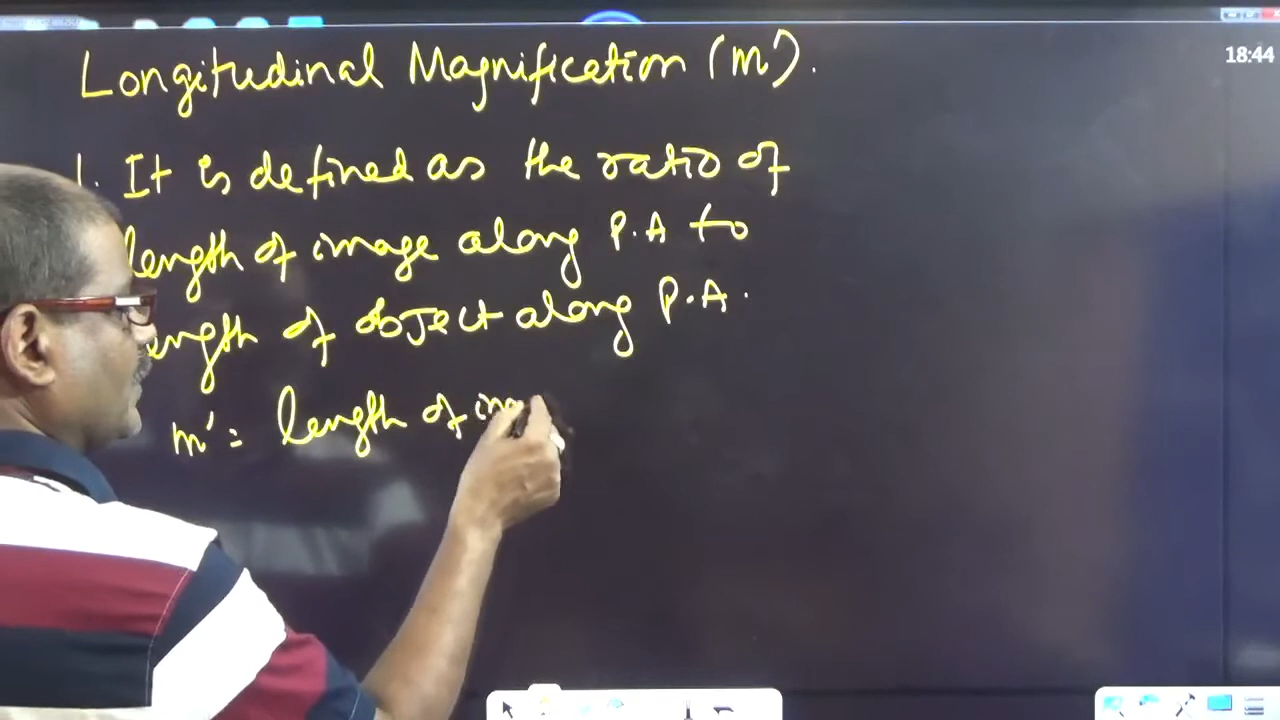 18:44
Longitudinal Magnification (m').
1. It is defined as the ratio of
length of image along P.A to
length of object along P.A.
m' = length of